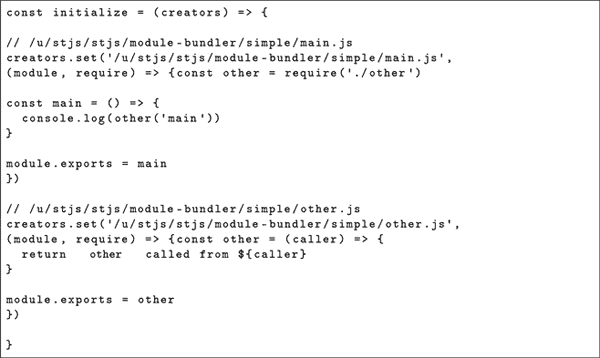 const initialize = (creators) => {

// /u/stjs/stjs/module-bundler/simple/main.js
creators.set('/u/stjs/stjs/module-bundler/simple/main.js',
(module, require) => {const other = require('./other')

const main = () => {
  console.log(other('main'))
}

module.exports = main
})

// /u/stjs/stjs/module-bundler/simple/other.js
creators.set('/u/stjs/stjs/module-bundler/simple/other.js',
(module, require) => {const other = (caller) => {
  return   other   called from ${caller}
}

module.exports = other
})

}